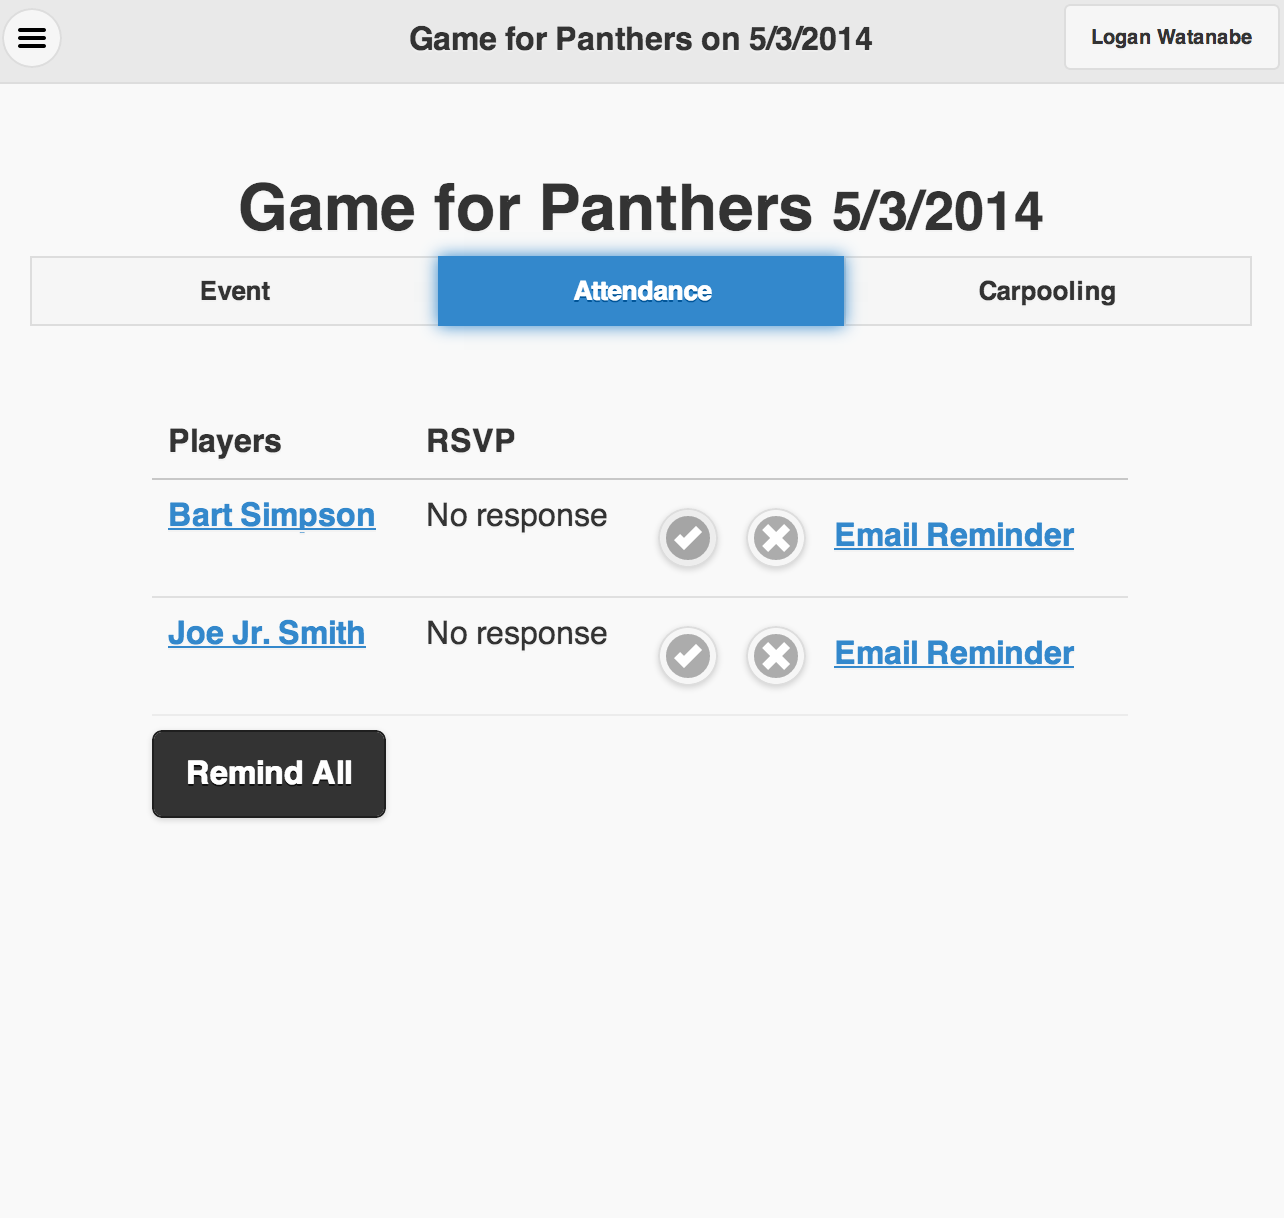 Game for Panthers on 5/3/2014
Logan Watanabe
Game for Panthers 5/3/2014
Event
Attendance
Carpooling
Players RSVP
Bart Simpson No response Email Reminder
Joe Jr. Smith No response Email Reminder
Remind All